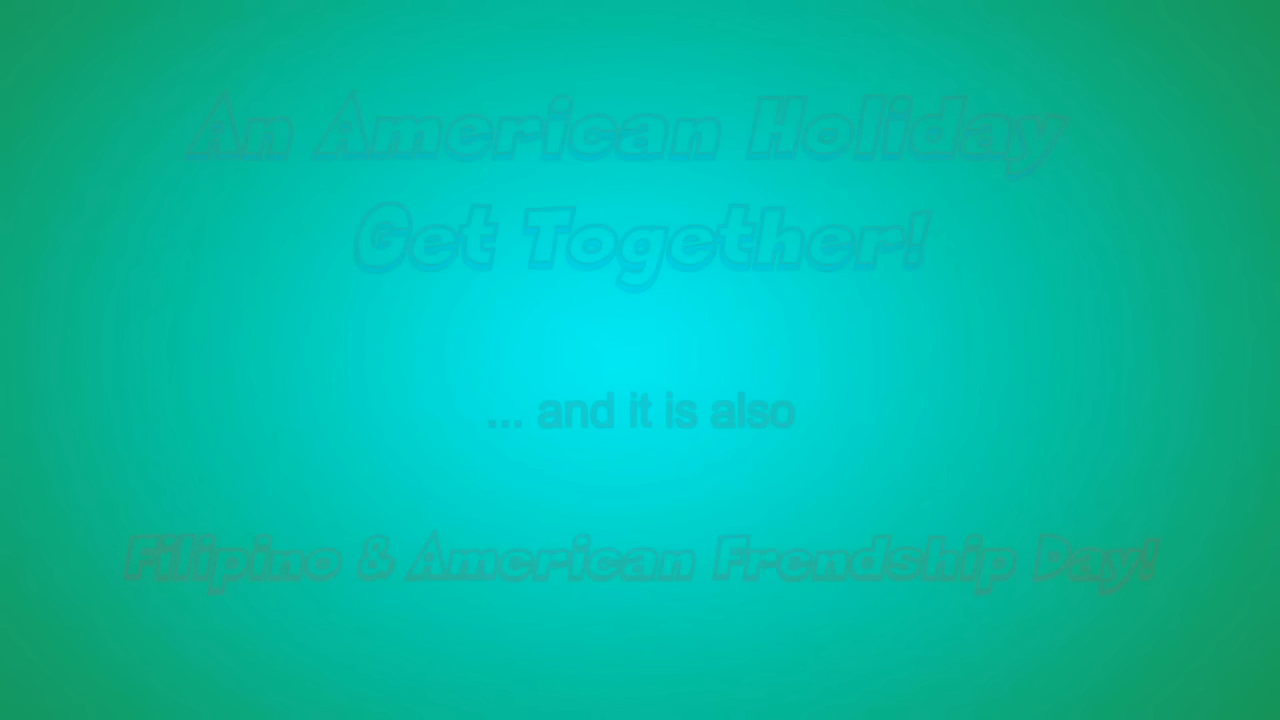 An American Holiday
Get Together!
... and it is also
Filipino & American Frendship Day!